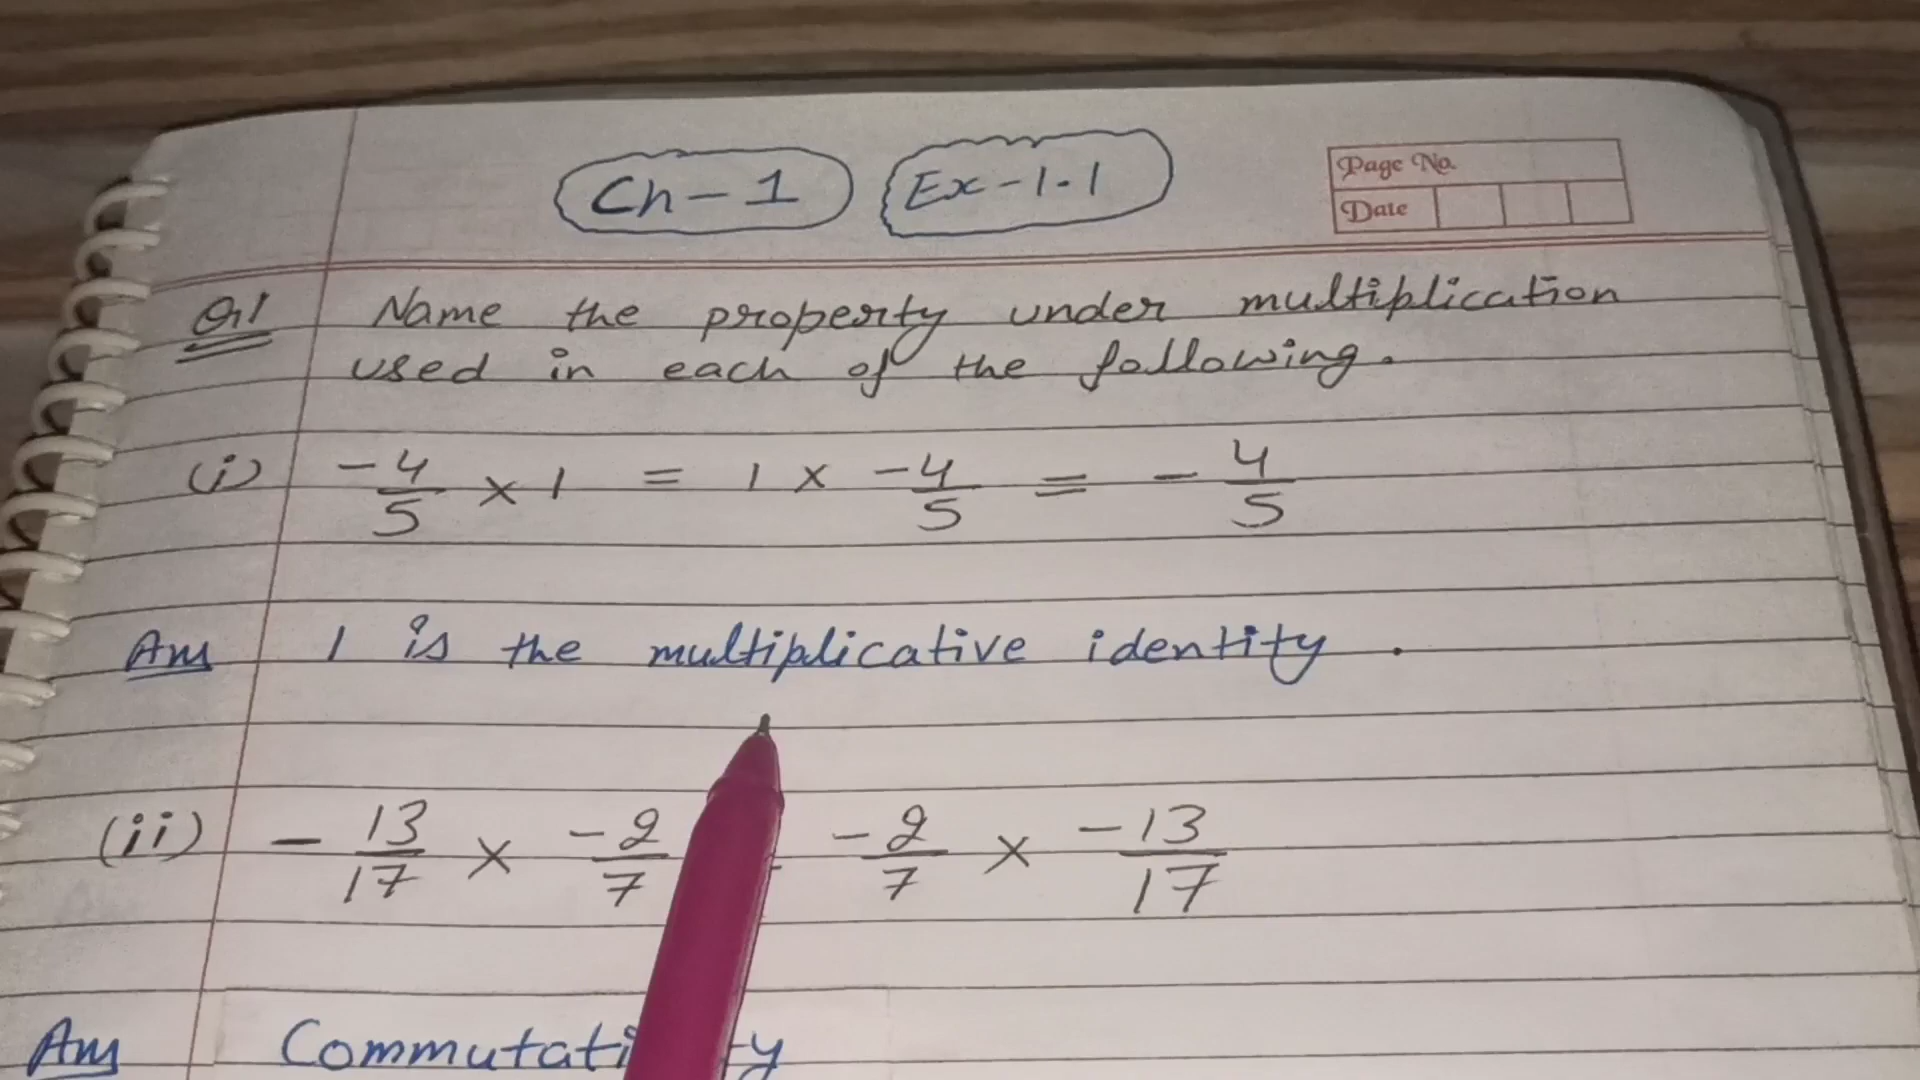 Ch - 1 Ex - 1.1
Page No.
Date
Q.1 Name the property under multiplication
used in each of the following.
(i) -4/5 × 1 = 1 × -4/5 = -4/5
Ans 1 is the multiplicative identity.
(ii) -13/17 × -2/7 -2/7 × -13/17
Ans